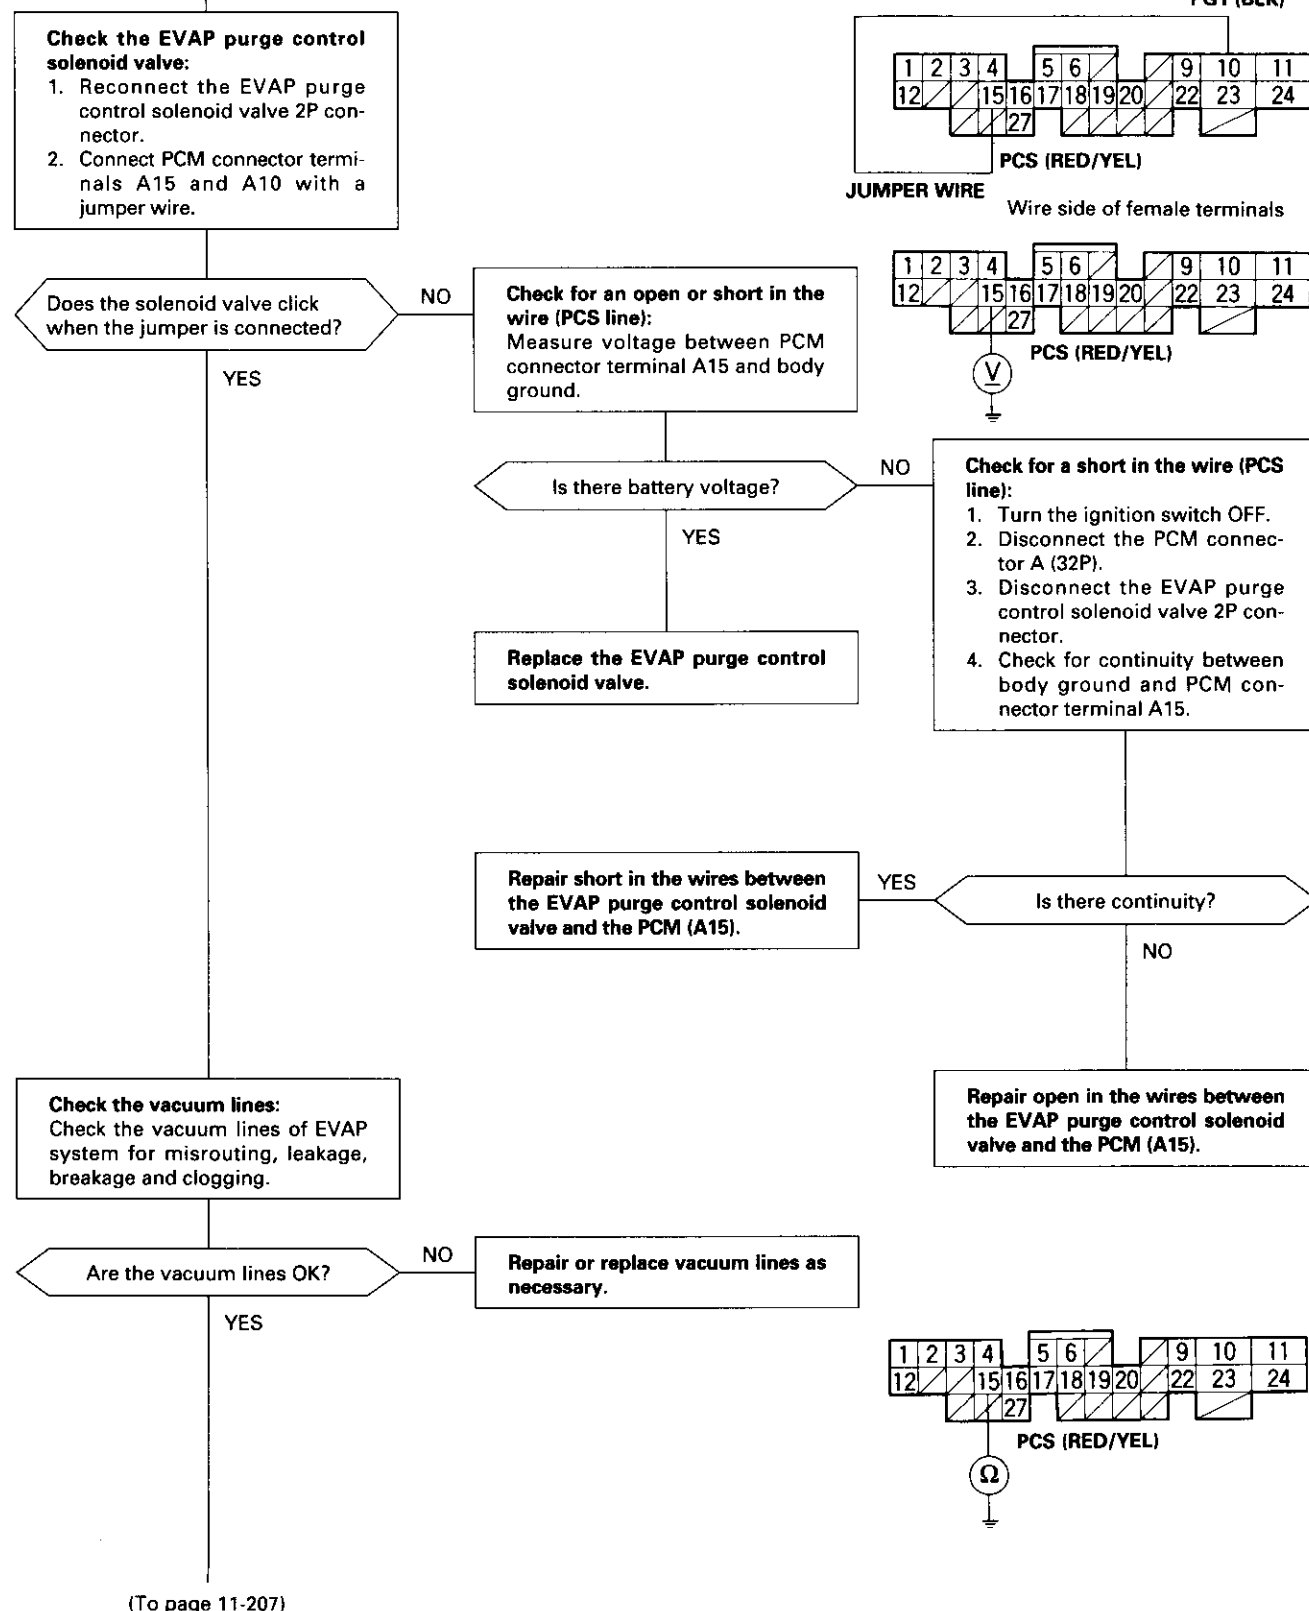 PG1 (BLK)
Check the EVAP purge control
solenoid valve:
1. Reconnect the EVAP purge
control solenoid valve 2P con-
nector.
2. Connect PCM connector termi-
nals A15 and A10 with a
jumper wire.
1 2 3 4 5 6 9 10 11
12 15 16 17 18 19 20 22 23 24
27
PCS (RED/YEL)
JUMPER WIRE
Wire side of female terminals
Does the solenoid valve click
when the jumper is connected?
NO
YES
Check for an open or short in the
wire (PCS line):
Measure voltage between PCM
connector terminal A15 and body
ground.
1 2 3 4 5 6 9 10 11
12 15 16 17 18 19 20 22 23 24
27
PCS (RED/YEL)
V
Is there battery voltage?
NO
YES
Check for a short in the wire (PCS
line):
1. Turn the ignition switch OFF.
2. Disconnect the PCM connec-
tor A (32P).
3. Disconnect the EVAP purge
control solenoid valve 2P con-
nector.
4. Check for continuity between
body ground and PCM con-
nector terminal A15.
Replace the EVAP purge control
solenoid valve.
Repair short in the wires between
the EVAP purge control solenoid
valve and the PCM (A15).
YES
Is there continuity?
NO
Repair open in the wires between
the EVAP purge control solenoid
valve and the PCM (A15).
Check the vacuum lines:
Check the vacuum lines of EVAP
system for misrouting, leakage,
breakage and clogging.
Are the vacuum lines OK?
NO
YES
Repair or replace vacuum lines as
necessary.
1 2 3 4 5 6 9 10 11
12 15 16 17 18 19 20 22 23 24
27
PCS (RED/YEL)
Ω
(To page 11-207)